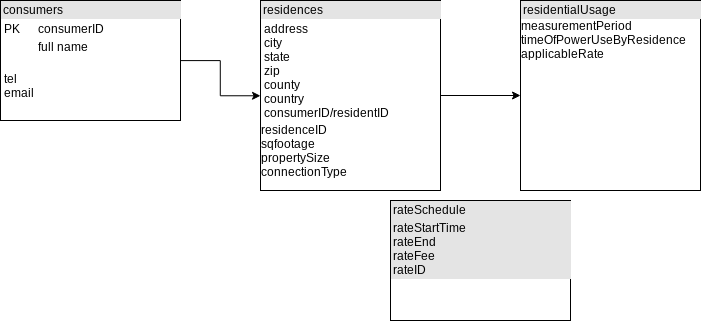 consumers
PK consumerID
full name
tel
email
residences
address
city
state
zip
county
country
consumerID/residentID
residenceID
sqfootage
propertySize
connectionType
residentialUsage
measurementPeriod
timeOfPowerUseByResidence
applicableRate
rateSchedule
rateStartTime
rateEnd
rateFee
rateID